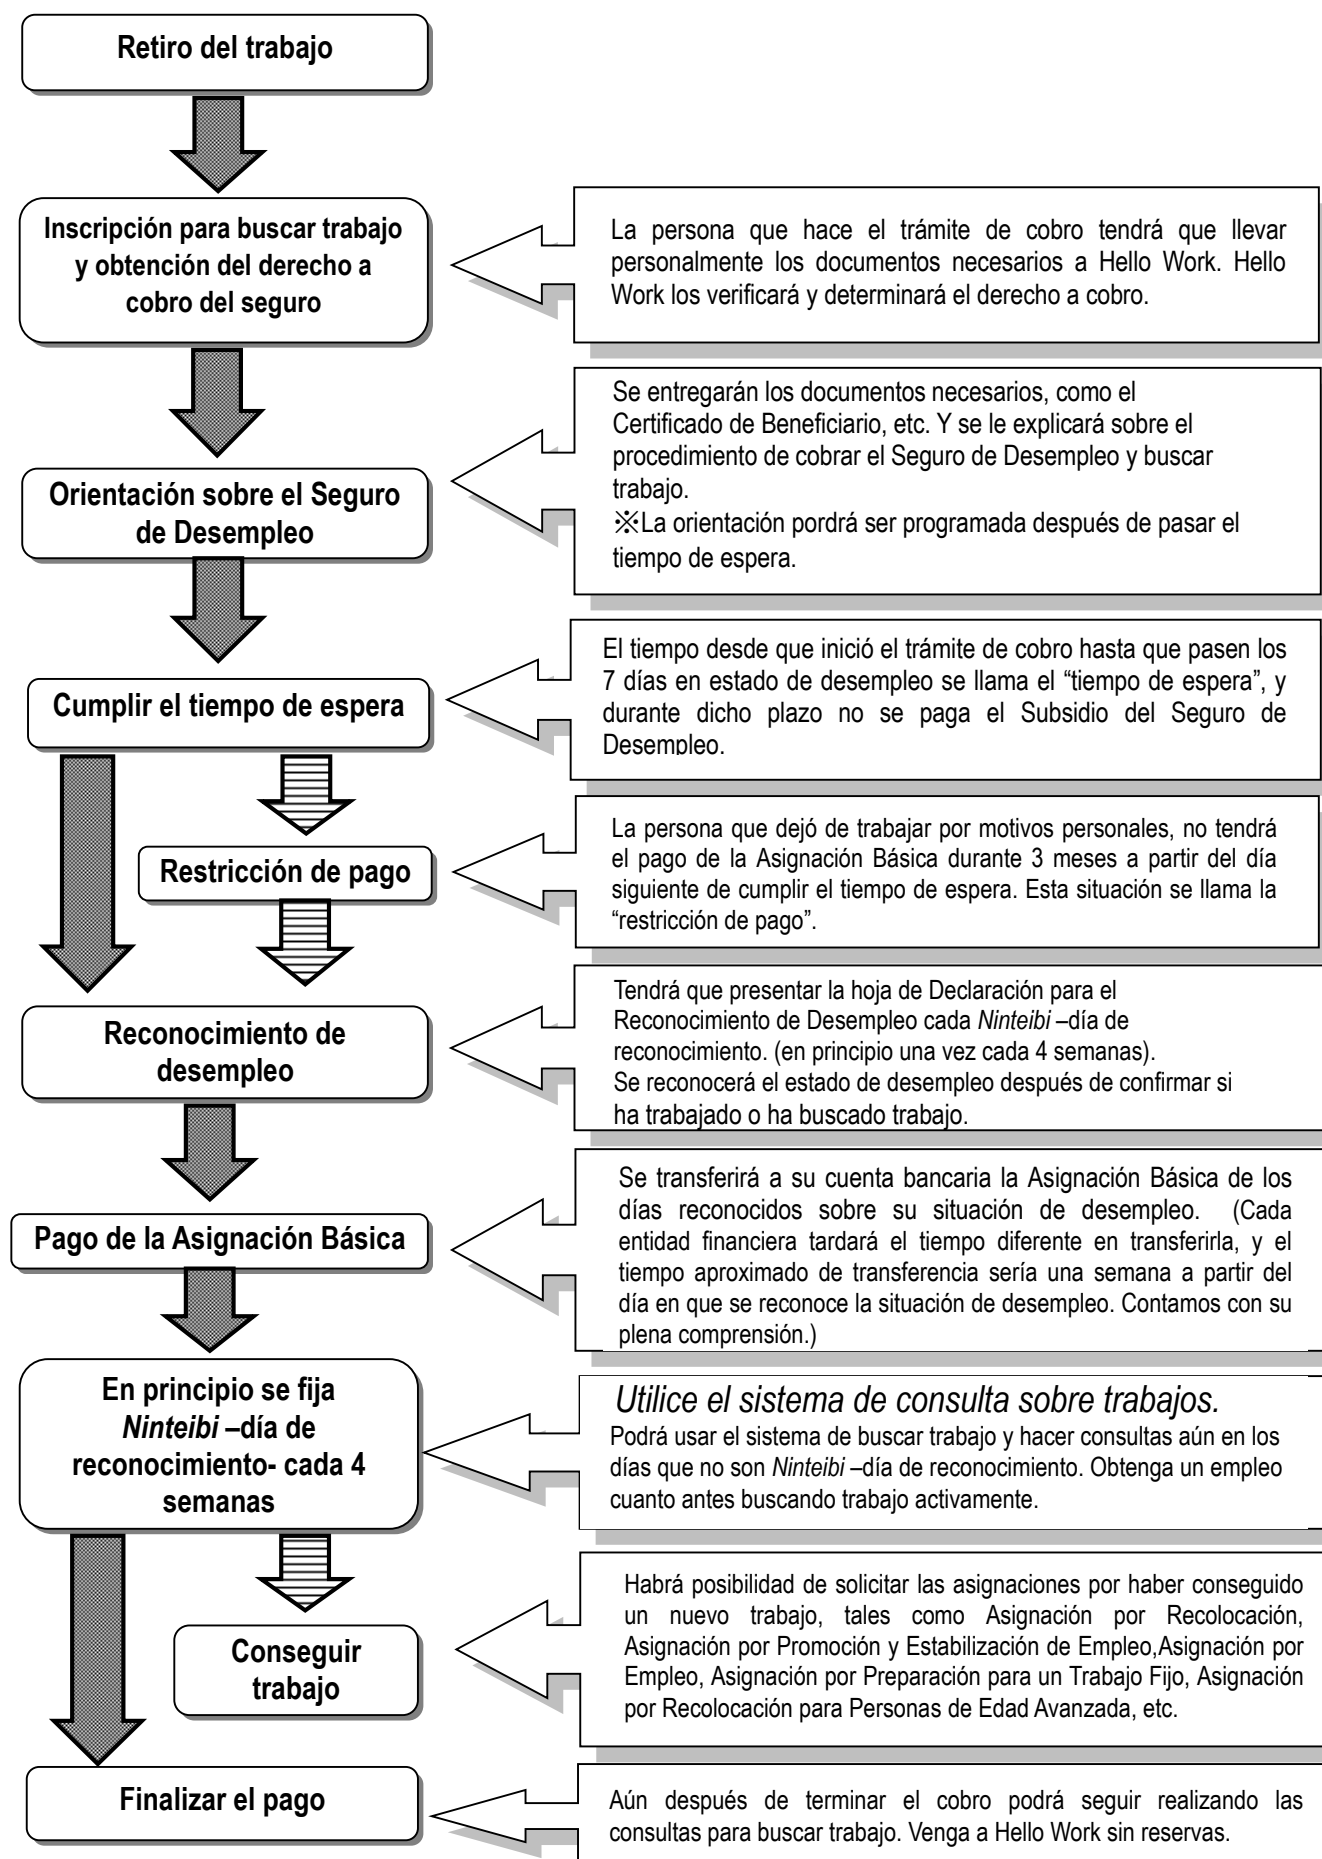 Retiro del trabajo
Inscripción para buscar trabajo
y obtención del derecho a
cobro del seguro
La persona que hace el trámite de cobro tendrá que llevar
personalmente los documentos necesarios a Hello Work. Hello
Work los verificará y determinará el derecho a cobro.
Orientación sobre el Seguro
de Desempleo
Se entregarán los documentos necesarios, como el
Certificado de Beneficiario, etc. Y se le explicará sobre el
procedimiento de cobrar el Seguro de Desempleo y buscar
trabajo.
※La orientación pordrá ser programada después de pasar el
tiempo de espera.
Cumplir el tiempo de espera
El tiempo desde que inició el trámite de cobro hasta que pasen los
7 días en estado de desempleo se llama el “tiempo de espera”, y
durante dicho plazo no se paga el Subsidio del Seguro de
Desempleo.
Restricción de pago
La persona que dejó de trabajar por motivos personales, no tendrá
el pago de la Asignación Básica durante 3 meses a partir del día
siguiente de cumplir el tiempo de espera. Esta situación se llama la
“restricción de pago”.
Reconocimiento de
desempleo
Tendrá que presentar la hoja de Declaración para el
Reconocimiento de Desempleo cada Ninteibi –día de
reconocimiento. (en principio una vez cada 4 semanas).
Se reconocerá el estado de desempleo después de confirmar si
ha trabajado o ha buscado trabajo.
Pago de la Asignación Básica
Se transferirá a su cuenta bancaria la Asignación Básica de los
días reconocidos sobre su situación de desempleo. (Cada
entidad financiera tardará el tiempo diferente en transferirla, y el
tiempo aproximado de transferencia sería una semana a partir del
día en que se reconoce la situación de desempleo. Contamos con su
plena comprensión.)
En principio se fija
Ninteibi –día de
reconocimiento- cada 4
semanas
Utilice el sistema de consulta sobre trabajos.
Podrá usar el sistema de buscar trabajo y hacer consultas aún en los
días que no son Ninteibi –día de reconocimiento. Obtenga un empleo
cuanto antes buscando trabajo activamente.
Conseguir
trabajo
Habrá posibilidad de solicitar las asignaciones por haber conseguido
un nuevo trabajo, tales como Asignación por Recolocación,
Asignación por Promoción y Estabilización de Empleo,Asignación por
Empleo, Asignación por Preparación para un Trabajo Fijo, Asignación
por Recolocación para Personas de Edad Avanzada, etc.
Finalizar el pago
Aún después de terminar el cobro podrá seguir realizando las
consultas para buscar trabajo. Venga a Hello Work sin reservas.